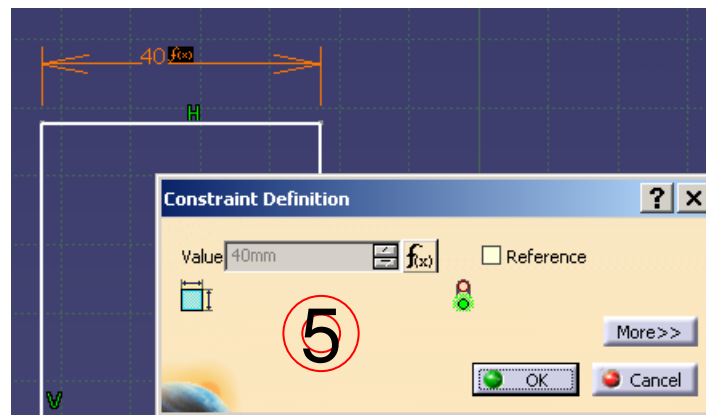 40 f(x)
H
Constraint Definition ? ×
Value 40mm f(x) Reference
5
More>>
OK Cancel
V